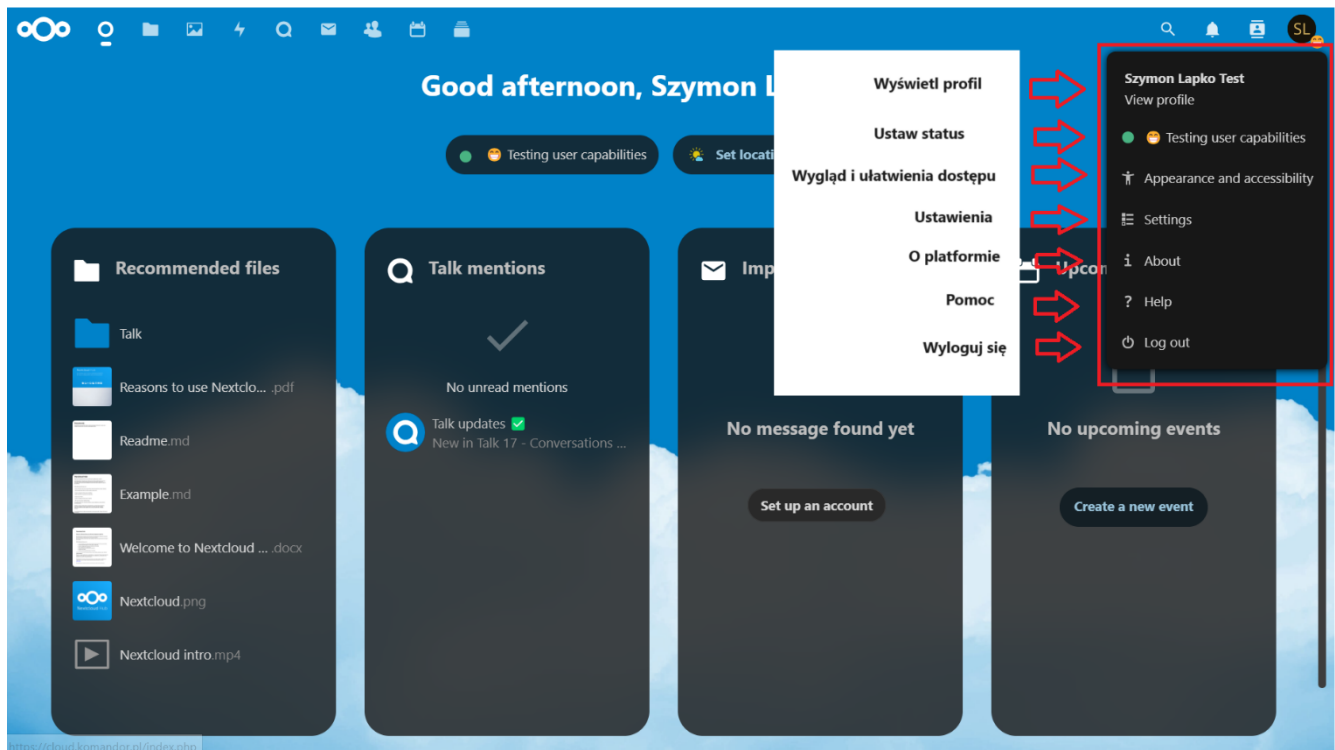 SL
Good afternoon, Szymon L
Testing user capabilities
Set locati
Wyświetl profil
Ustaw status
Wygląd i ułatwienia dostępu
Ustawienia
O platformie
Pomoc
Wyloguj się
Szymon Lapko Test
View profile
Testing user capabilities
Appearance and accessibility
Settings
About
Help
Log out
Recommended files
Talk
Reasons to use Nextclo... .pdf
Readme.md
Example.md
Welcome to Nextcloud ... .docx
Nextcloud.png
Nextcloud intro.mp4
Talk mentions
No unread mentions
Talk updates ✅
New in Talk 17 - Conversations ...
Imp
No message found yet
Set up an account
Upcon
No upcoming events
Create a new event
https://cloud.komandor.nl/index.php